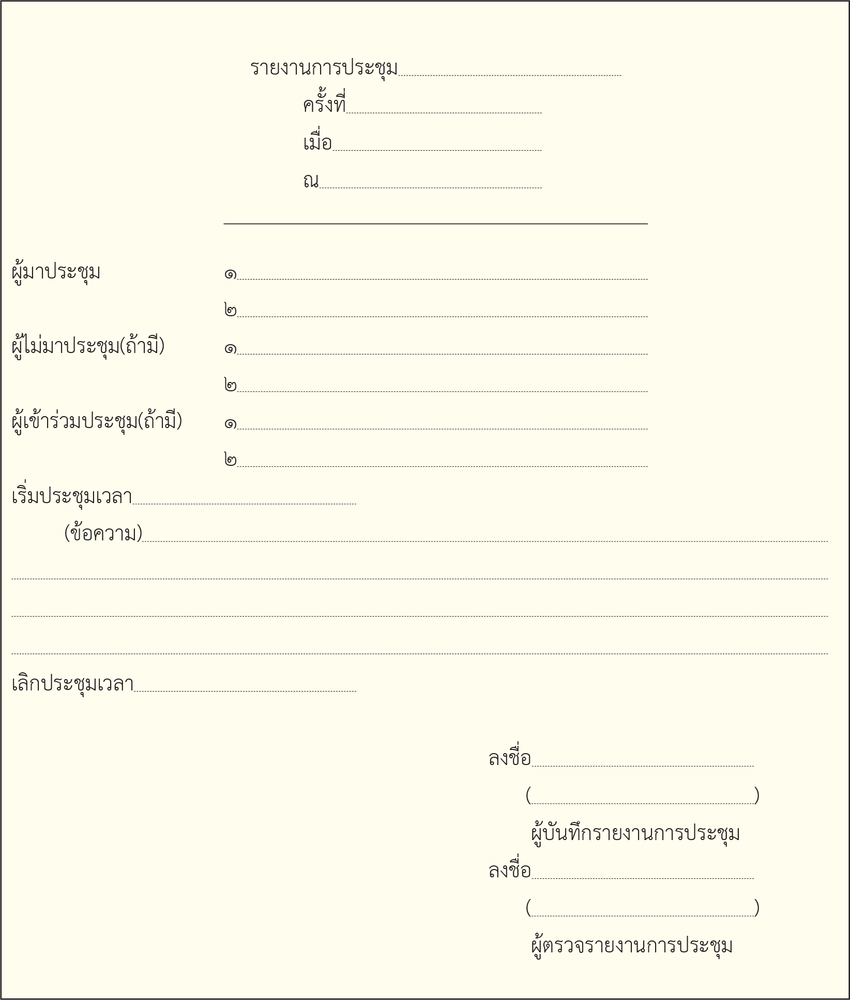 รายงานการประชุม
ครั้งที่
เมื่อ
ณ
ผู้มาประชุม ๑
๒
ผู้ไม่มาประชุม(ถ้ามี) ๑
๒
ผู้เข้าร่วมประชุม(ถ้ามี) ๑
๒
เริ่มประชุมเวลา
(ข้อความ)
เลิกประชุมเวลา
ลงชื่อ
( )
ผู้บันทึกรายงานการประชุม
ลงชื่อ
( )
ผู้ตรวจรายงานการประชุม